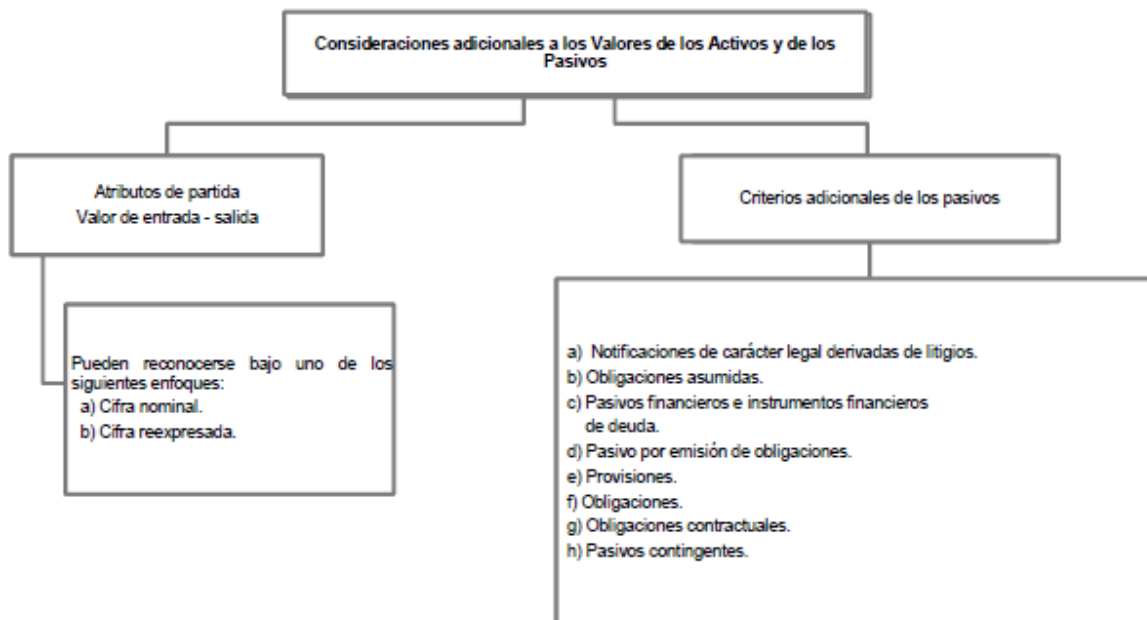 Consideraciones adicionales a los Valores de los Activos y de los
Pasivos
Atributos de partida
Valor de entrada - salida
Criterios adicionales de los pasivos
Pueden reconocerse bajo uno de los
siguientes enfoques:
a) Cifra nominal.
b) Cifra reexpresada.
a) Notificaciones de carácter legal derivadas de litigios.
b) Obligaciones asumidas.
c) Pasivos financieros e instrumentos financieros
de deuda.
d) Pasivo por emisión de obligaciones.
e) Provisiones.
f) Obligaciones.
g) Obligaciones contractuales.
h) Pasivos contingentes.